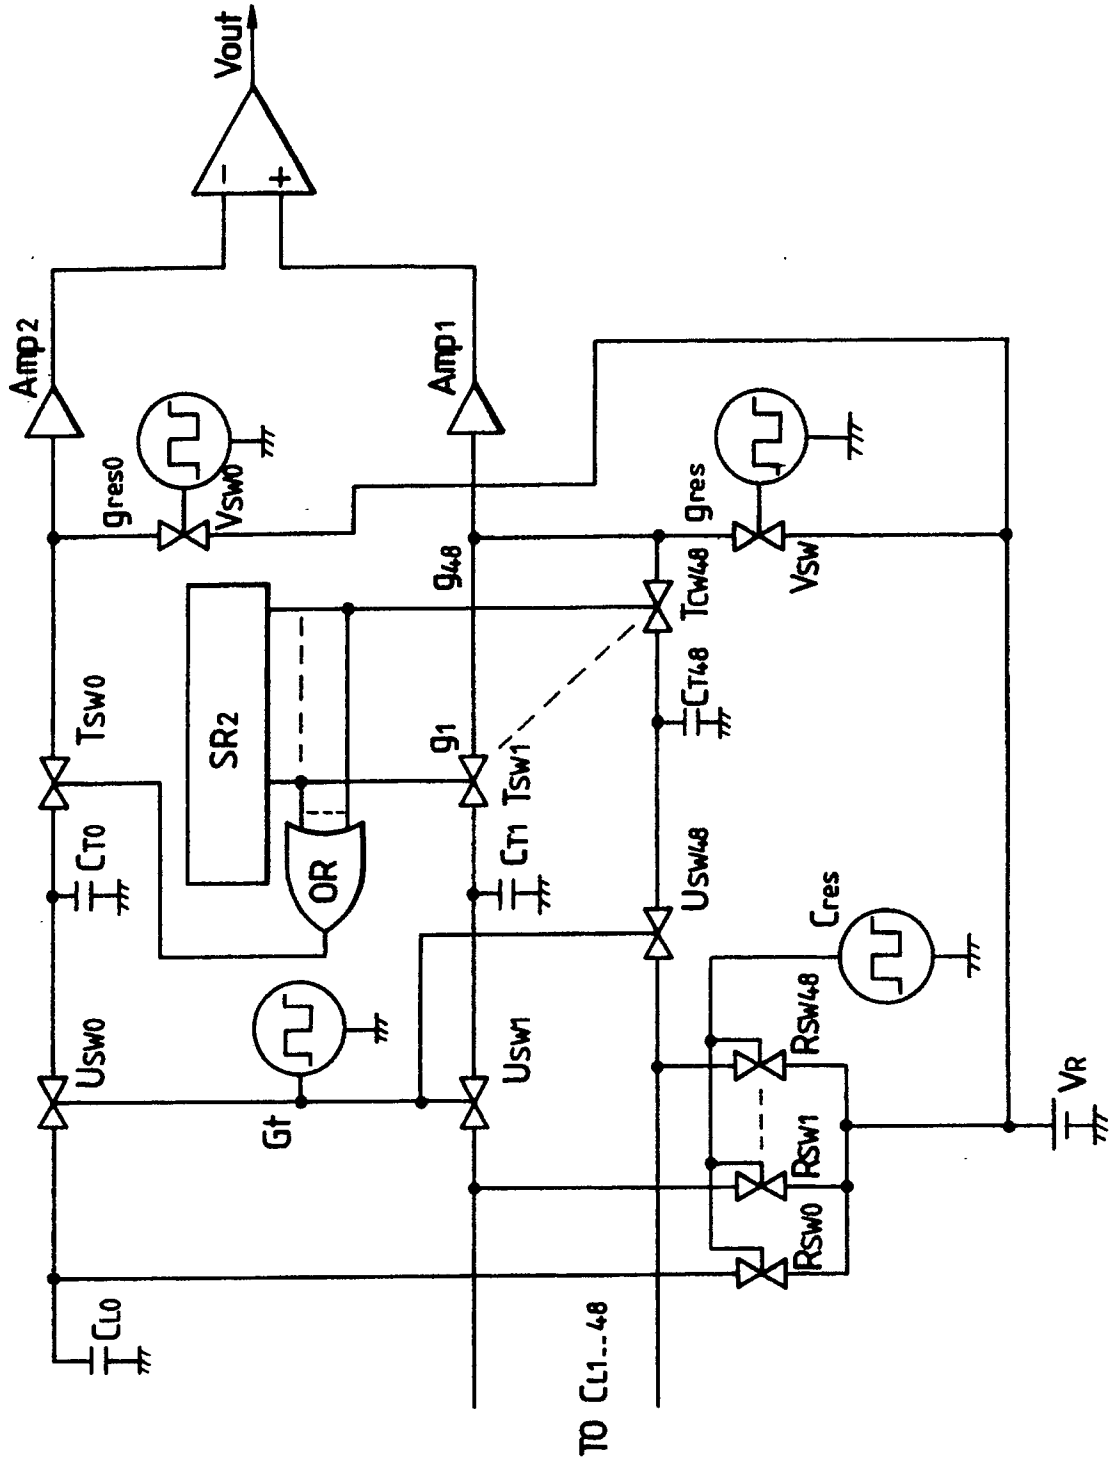 Vout
-
+
Amp2
Amp1
gres0
VSW0
g48
gres
VSW
TCW48
TSW0
SR2
g1
TSW1
CT48
CT0
OR
CT1
USW48
Cres
USW0
Gt
USW1
RSW48
RSW1
RSW0
VR
CL0
TO CL1...48